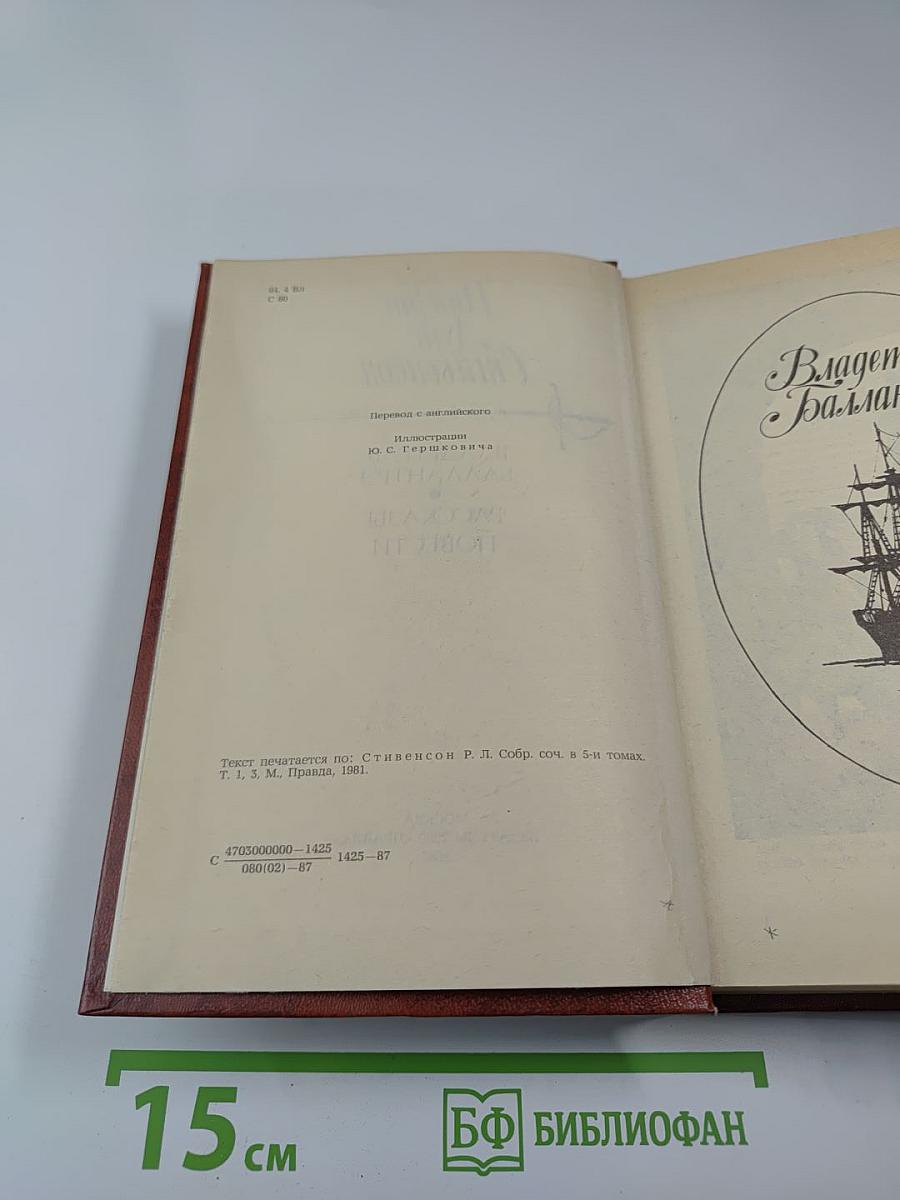 84. 4 Вл
С 80
Перевод с английского
Иллюстрации
Ю. С. Гершковича
Текст печатается по: Стивенсон Р. Л. Собр. соч. в 5-и томах.
Т. 1, 3, М., Правда, 1981.
С 4703000000—1425
080(02)—87
1425—87
Владет
Баллан
15 см
БФ БИБЛИОФАН